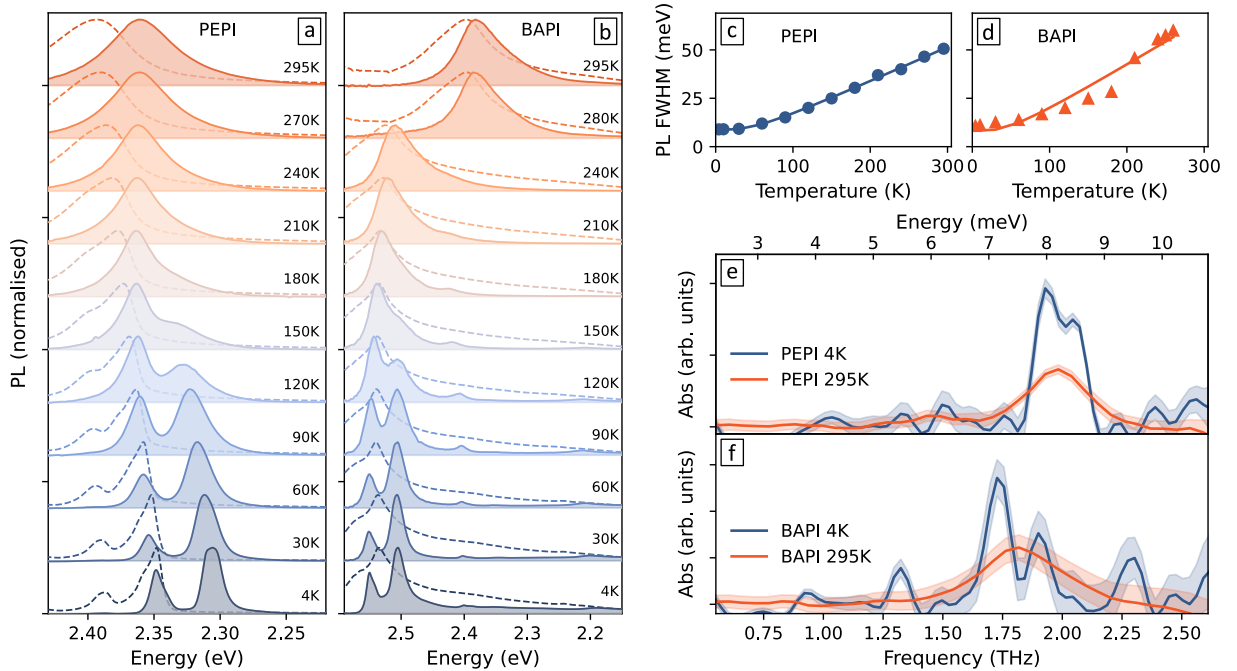 PEPI
a
295K
270K
240K
210K
180K
150K
120K
90K
60K
30K
4K
2.40
2.35
2.30
2.25
Energy (eV)
PL (normalised)
BAPI
b
295K
280K
240K
210K
180K
150K
120K
90K
60K
30K
4K
2.5
2.4
2.3
2.2
Energy (eV)
c
PEPI
50
25
0
PL FWHM (meV)
0
100
200
300
Temperature (K)
d
BAPI
0
100
200
300
Temperature (K)
Energy (meV)
3
4
5
6
7
8
9
10
e
PEPI 4K
PEPI 295K
Abs (arb. units)
f
BAPI 4K
BAPI 295K
Abs (arb. units)
0.75
1.00
1.25
1.50
1.75
2.00
2.25
2.50
Frequency (THz)